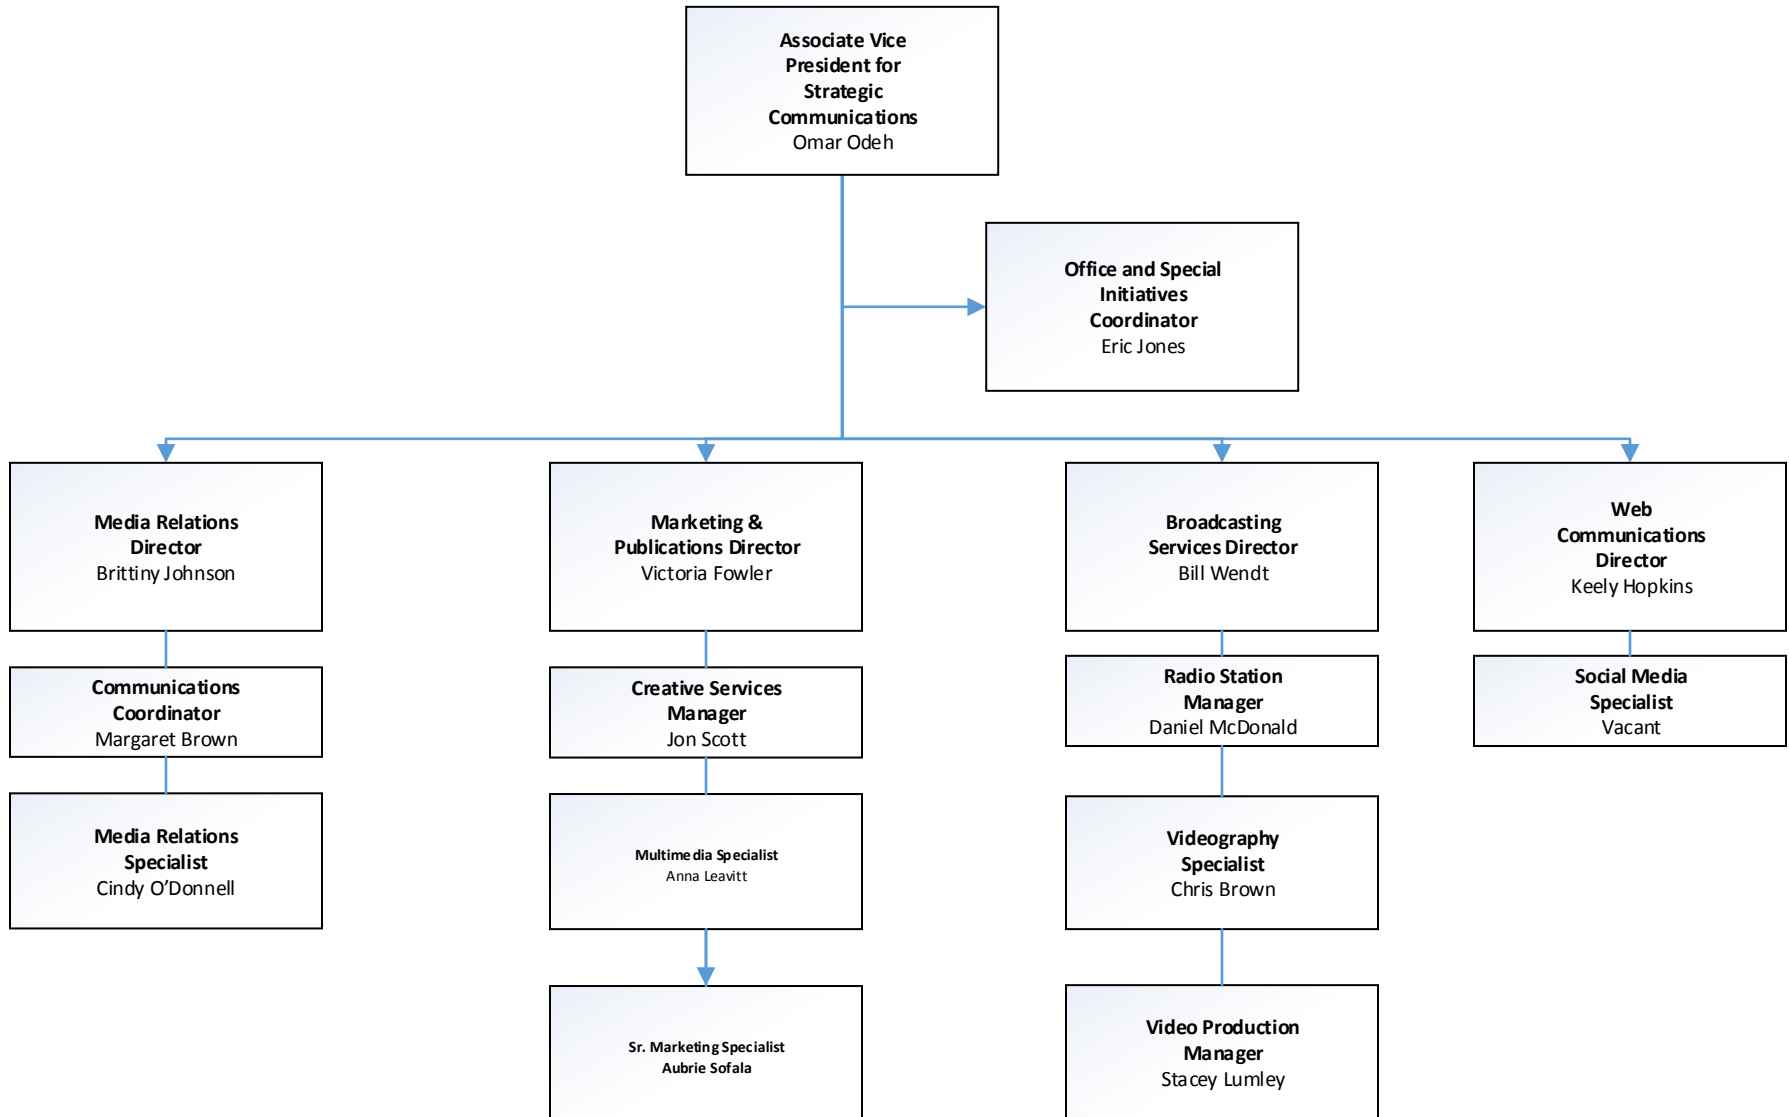 Associate Vice
President for
Strategic
Communications
Omar Odeh
Office and Special
Initiatives
Coordinator
Eric Jones
Media Relations
Director
Brittiny Johnson
Marketing &
Publications Director
Victoria Fowler
Broadcasting
Services Director
Bill Wendt
Web
Communications
Director
Keely Hopkins
Communications
Coordinator
Margaret Brown
Creative Services
Manager
Jon Scott
Radio Station
Manager
Daniel McDonald
Social Media
Specialist
Vacant
Media Relations
Specialist
Cindy O’Donnell
Multimedia Specialist
Anna Leavitt
Videography
Specialist
Chris Brown
Sr. Marketing Specialist
Aubrie Sofala
Video Production
Manager
Stacey Lumley